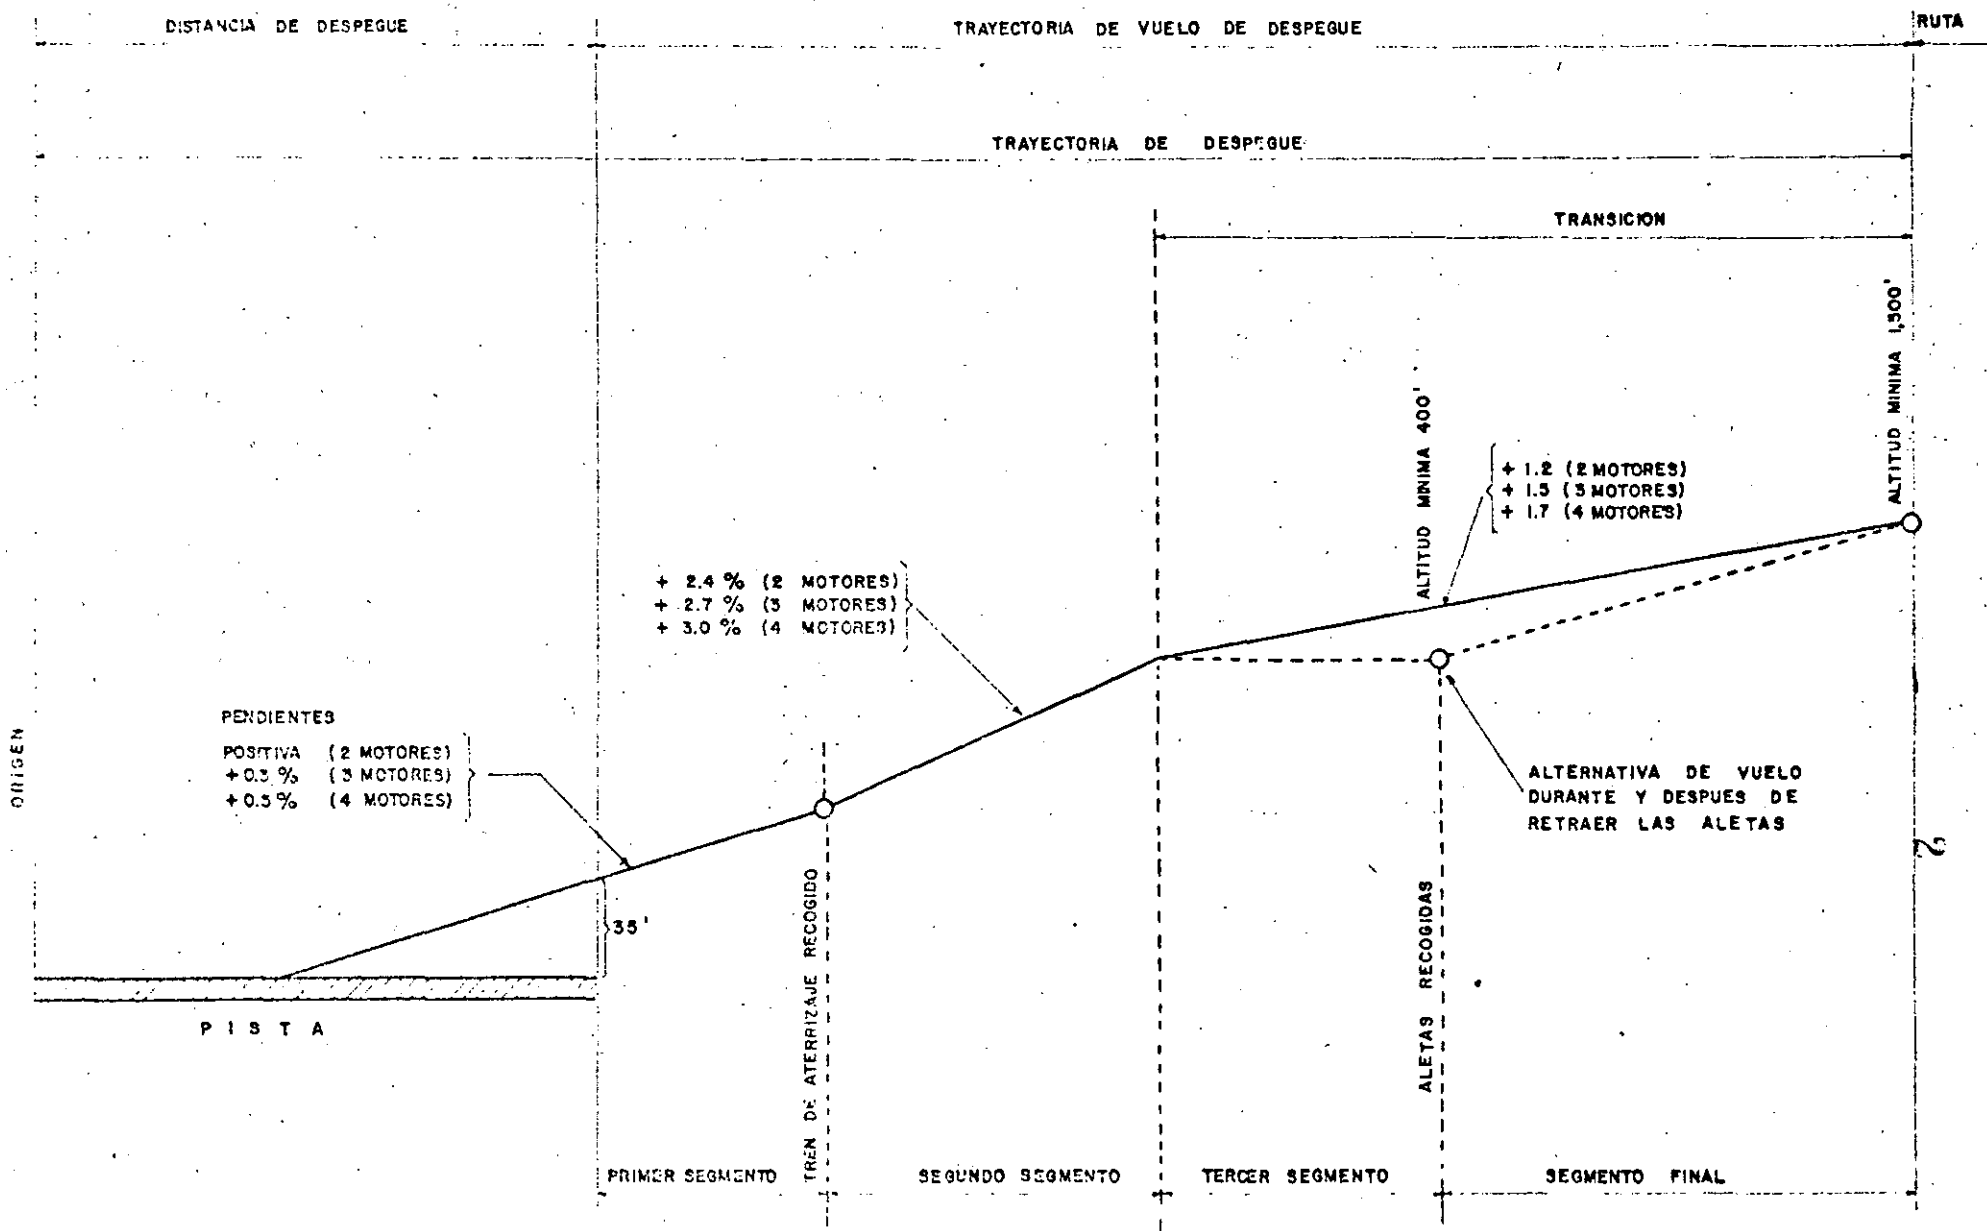 DISTANCIA DE DESPEGUE
TRAYECTORIA DE VUELO DE DESPEGUE
RUTA
TRAYECTORIA DE DESPEGUE
TRANSICION
ALTITUD MINIMA 1,500'
ALTITUD MINIMA 400'
+ 1.2 (2 MOTORES)
+ 1.5 (3 MOTORES)
+ 1.7 (4 MOTORES)
+ 2.4 % (2 MOTORES)
+ 2.7 % (3 MOTORES)
+ 3.0 % (4 MOTORES)
PENDIENTES
POSITIVA (2 MOTORES)
+0.3 % (3 MOTORES)
+0.5 % (4 MOTORES)
ORIGEN
ALTERNATIVA DE VUELO
DURANTE Y DESPUES DE
RETRAER LAS ALETAS
35'
TREN DE ATERRIZAJE RECOGIDO
ALETAS RECOGIDAS
PISTA
PRIMER SEGMENTO
SEGUNDO SEGMENTO
TERCER SEGMENTO
SEGMENTO FINAL